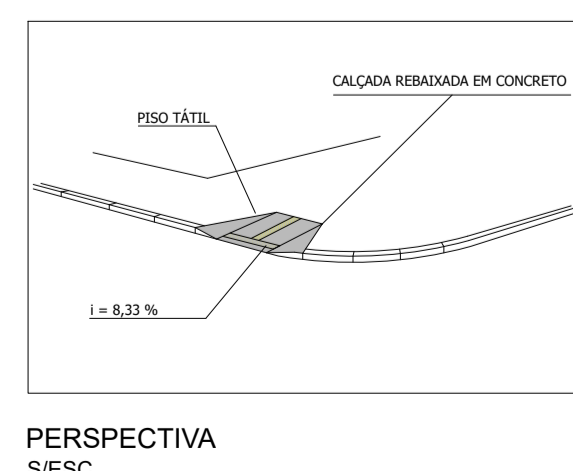 CALÇADA REBAIXADA EM CONCRETO
PISO TÁTIL
i = 8,33 %
PERSPECTIVA
S/ESC